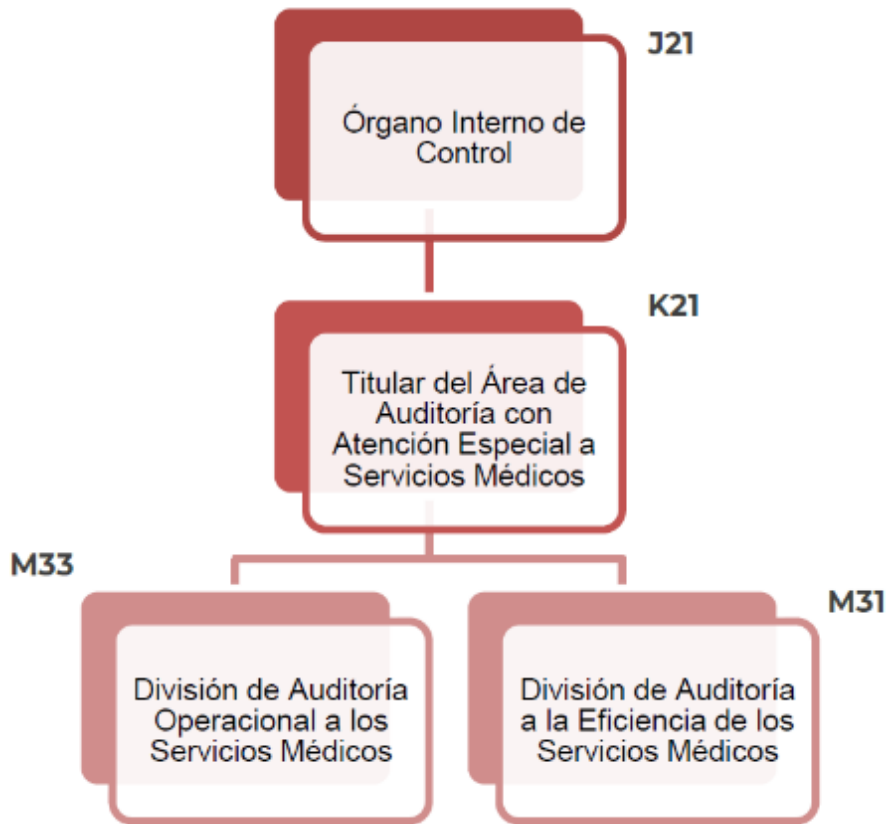 J21
Órgano Interno de
Control
K21
Titular del Área de
Auditoría con
Atención Especial a
Servicios Médicos
M33
División de Auditoría
Operacional a los
Servicios Médicos
M31
División de Auditoría
a la Eficiencia de los
Servicios Médicos